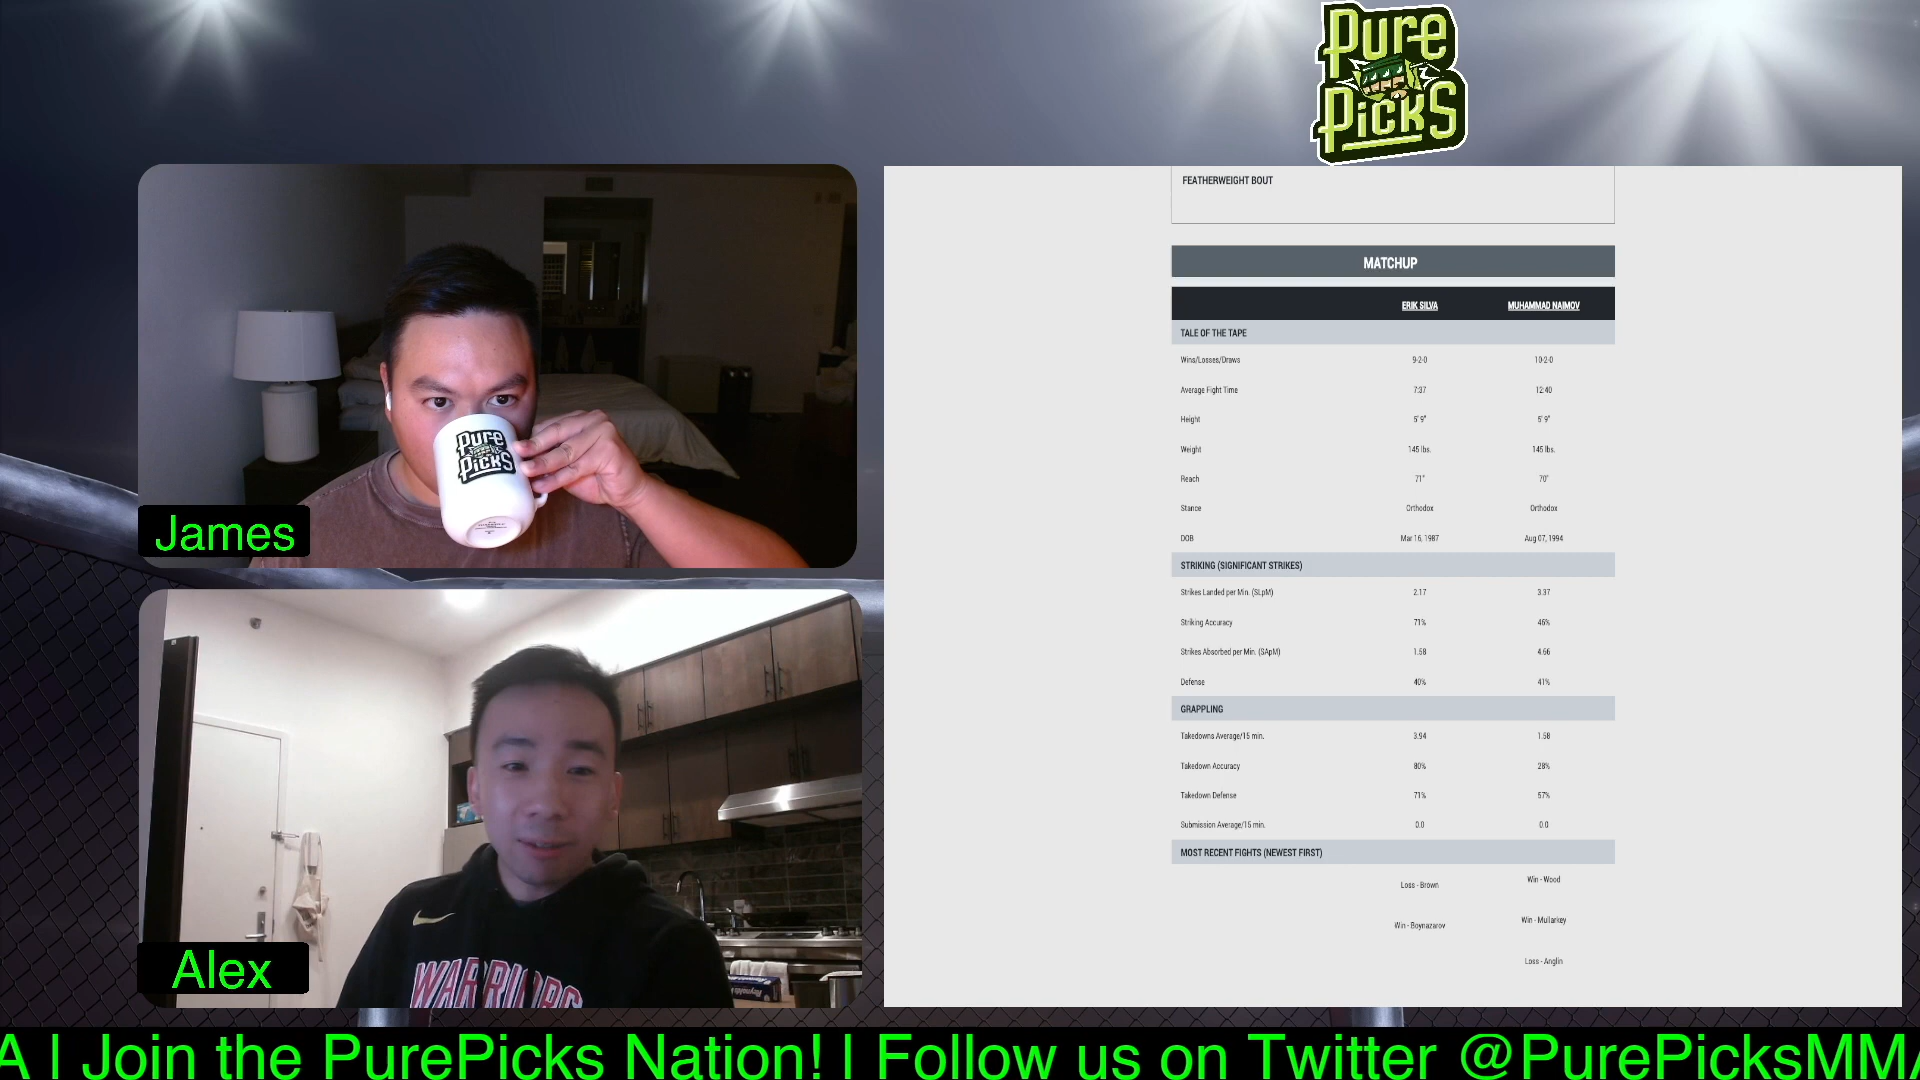 Pure
Picks
Pure
Picks
James
WARRIORS
Alex
FEATHERWEIGHT BOUT
MATCHUP
ERIK SILVA MUHAMMAD NAIMOV
TALE OF THE TAPE
Wins/Losses/Draws 9-2-0 10-2-0
Average Fight Time 7:37 12:40
Height 5' 9" 5' 9"
Weight 145 lbs. 145 lbs.
Reach 71" 70"
Stance Orthodox Orthodox
DOB Mar 16, 1987 Aug 07, 1994
STRIKING (SIGNIFICANT STRIKES)
Strikes Landed per Min. (SLpM) 2.17 3.37
Striking Accuracy 71% 46%
Strikes Absorbed per Min. (SApM) 1.58 4.66
Defense 40% 41%
GRAPPLING
Takedowns Average/15 min. 3.94 1.58
Takedown Accuracy 80% 28%
Takedown Defense 71% 57%
Submission Average/15 min. 0.0 0.0
MOST RECENT FIGHTS (NEWEST FIRST)
Loss - Brown Win - Wood
Win - Boynazarov Win - Mullarkey
Loss - Anglin
A | Join the PurePicks Nation! | Follow us on Twitter @PurePicksMMA